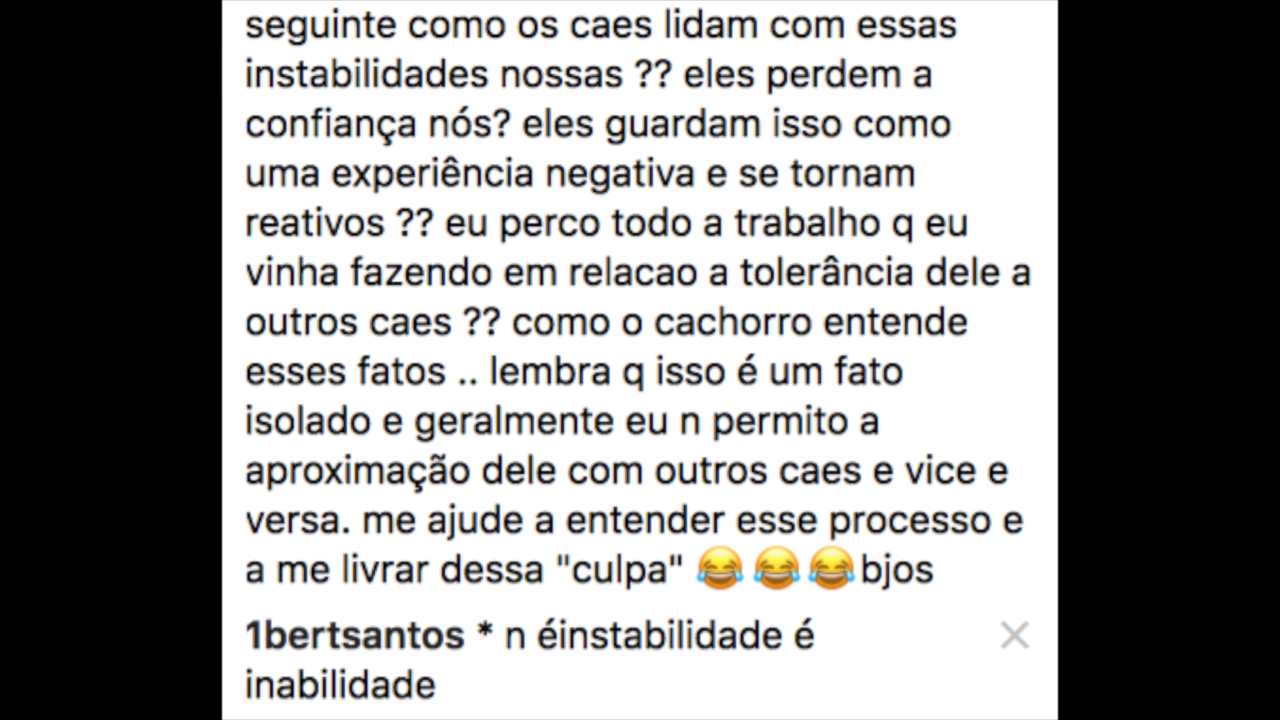 seguinte como os caes lidam com essas
instabilidades nossas ?? eles perdem a
confiança nós? eles guardam isso como
uma experiência negativa e se tornam
reativos ?? eu perco todo a trabalho q eu
vinha fazendo em relacao a tolerância dele a
outros caes ?? como o cachorro entende
esses fatos .. lembra q isso é um fato
isolado e geralmente eu n permito a
aproximação dele com outros caes e vice e
versa. me ajude a entender esse processo e
a me livrar dessa "culpa" 😂😂😂bjos
1bertsantos * n éinstabilidade é
inabilidade